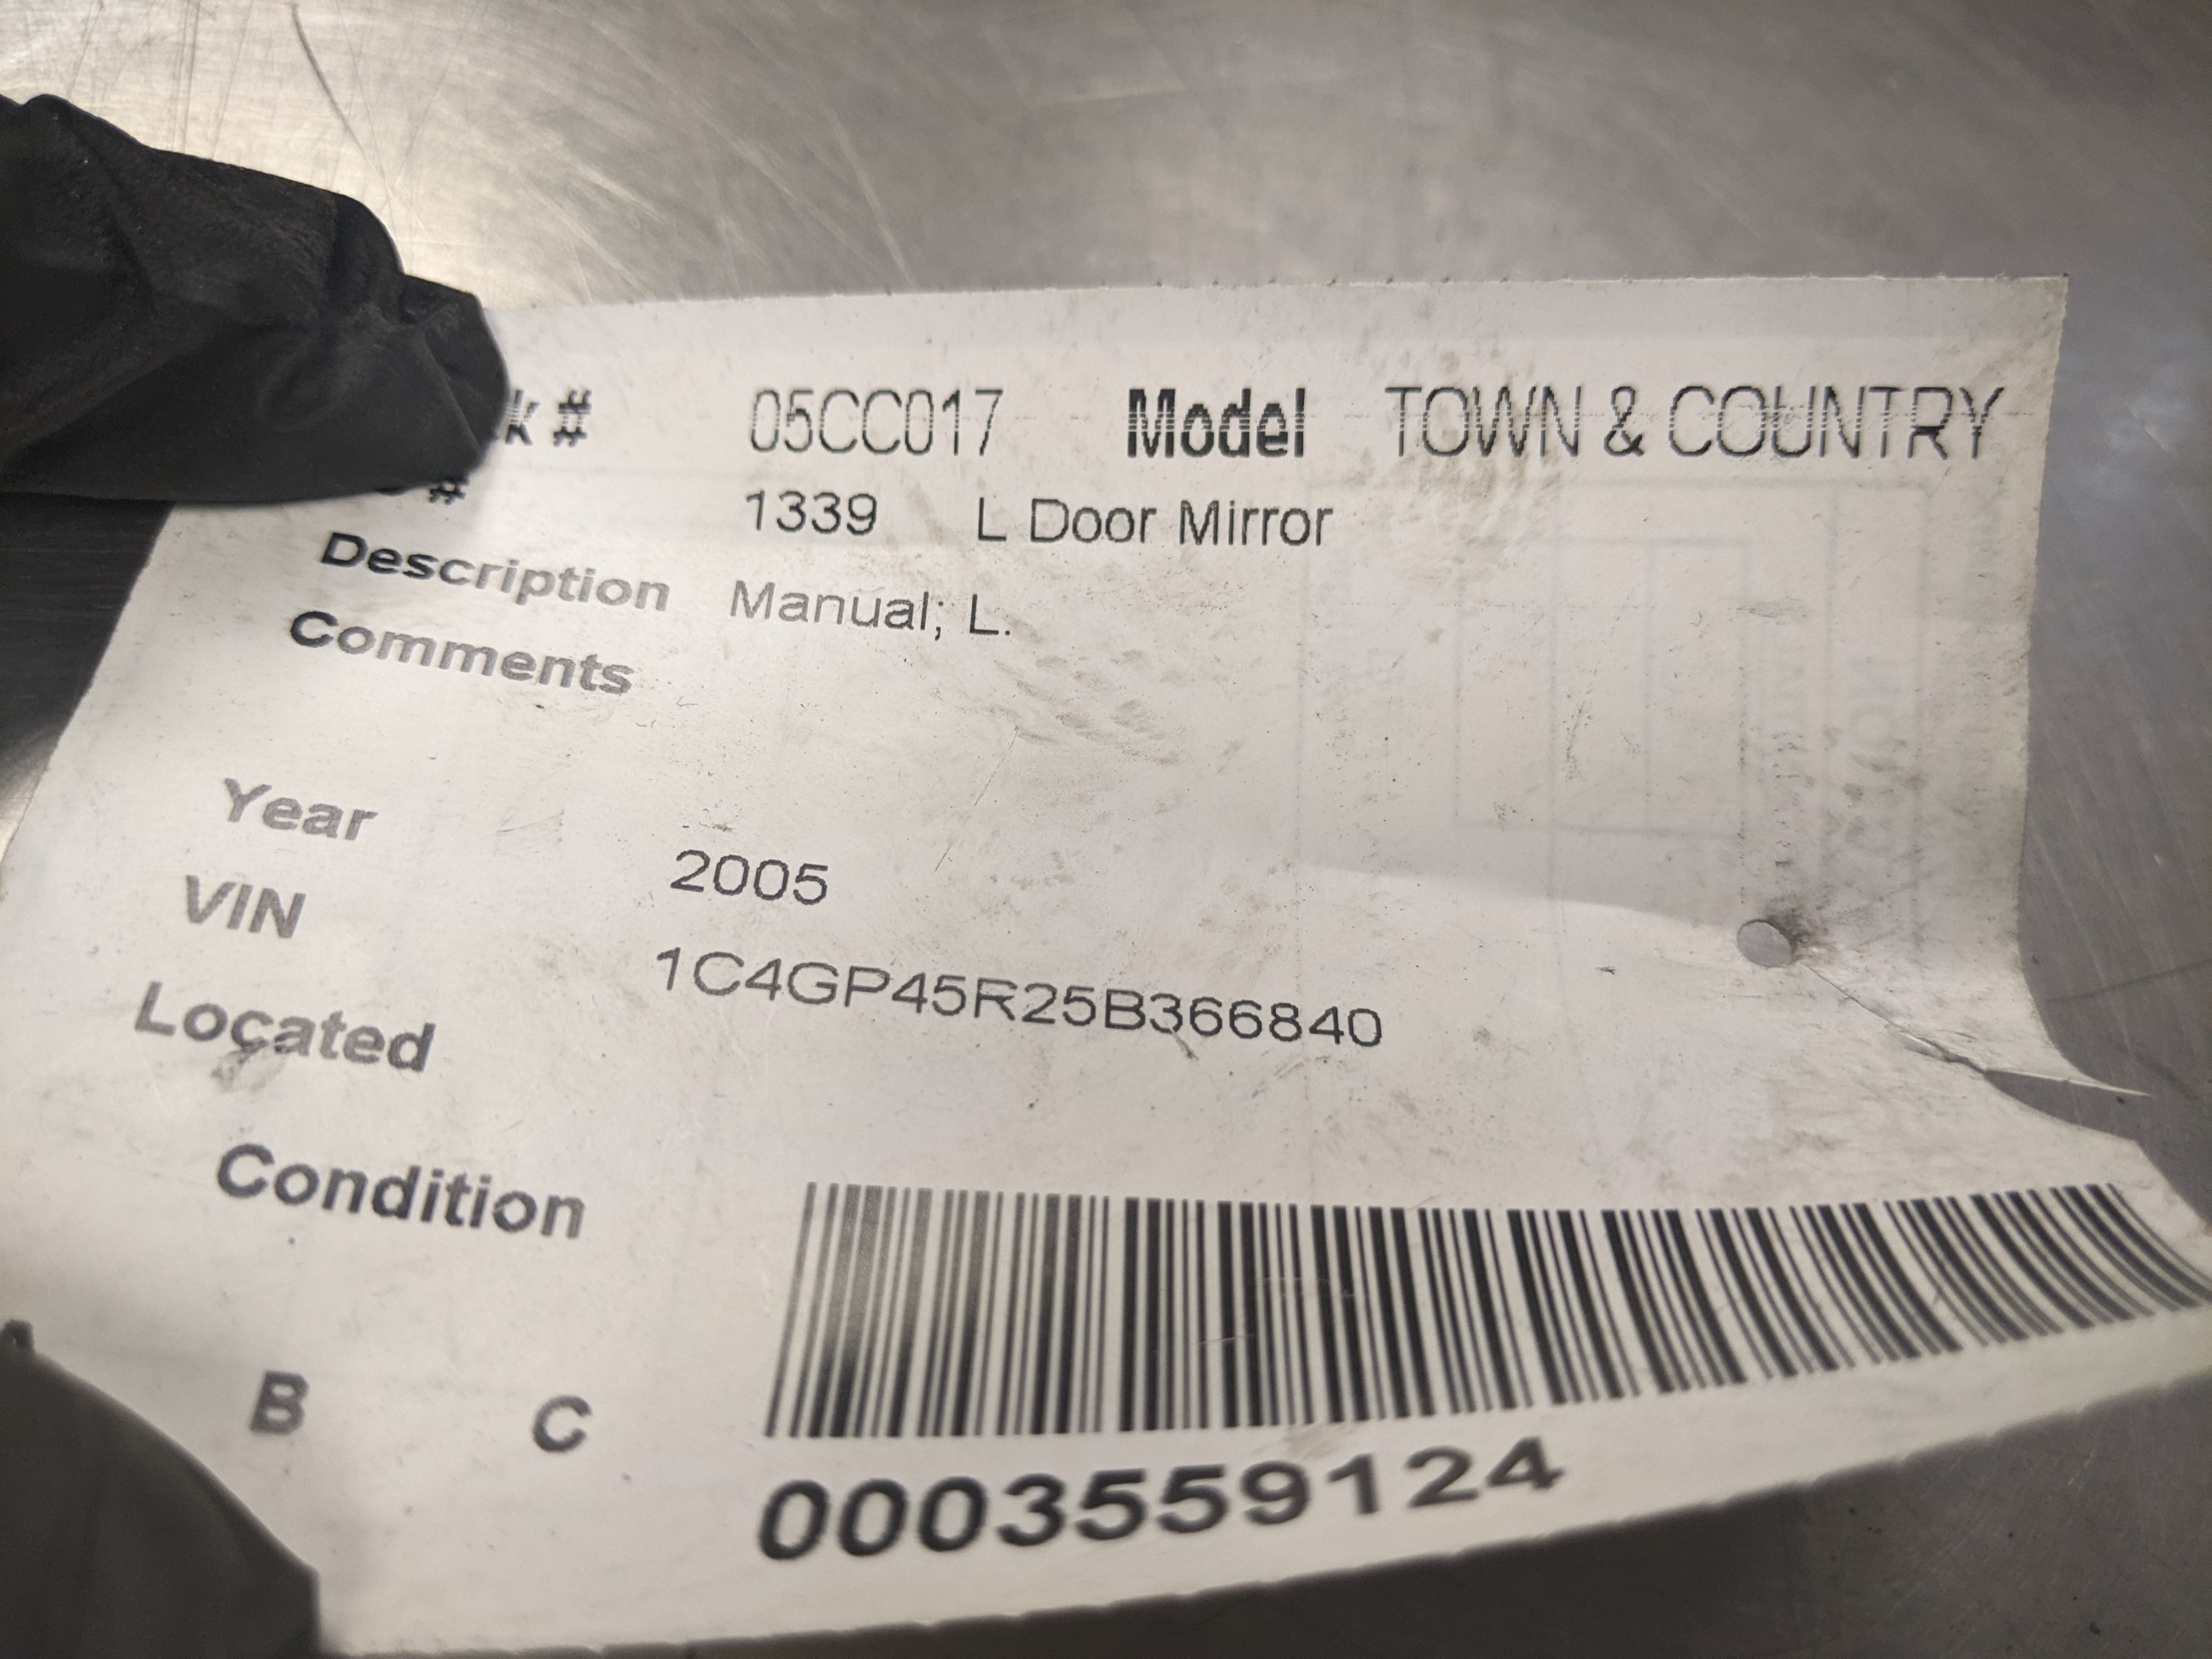 k # 05CC017 Model TOWN & COUNTRY
# 1339 L Door Mirror
Description Manual; L.
Comments
Year 2005
VIN 1C4GP45R25B366840
Located
Condition
B C
0003559124